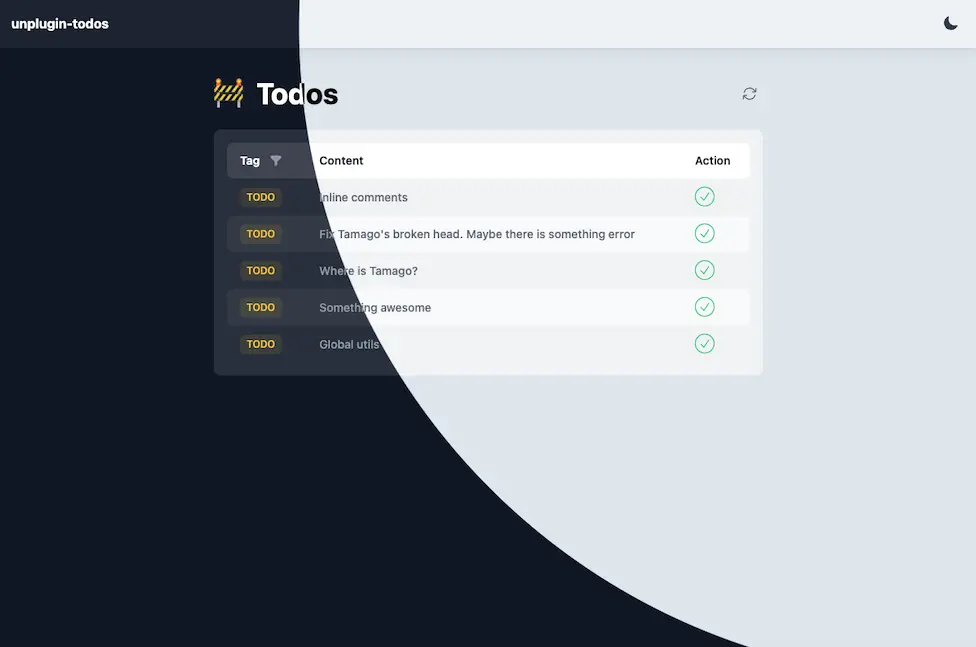 unplugin-todos
🚧 Todos
Tag Content Action
TODO Inline comments
TODO Fix Tamago's broken head. Maybe there is something error
TODO Where is Tamago?
TODO Something awesome
TODO Global utils